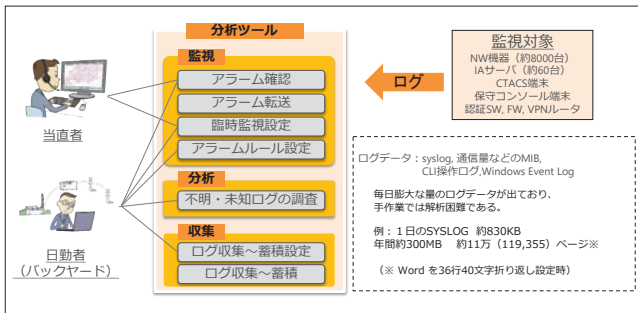 分析ツール
監視
アラーム確認
アラーム転送
臨時監視設定
アラームルール設定
分析
不明・未知ログの調査
収集
ログ収集~蓄積設定
ログ収集~蓄積
当直者
日勤者
(バックヤード)
ログ
監視対象
NW機器(約8000台)
IAサーバ(約60台)
CTACS端末
保守コンソール端末
認証SW, FW, VPNルータ
ログデータ:syslog, 通信量などのMIB,
CLI操作ログ,Windows Event Log
毎日膨大な量のログデータが出ており、
手作業では解析困難である。
例:1日のSYSLOG 約830KB
年間約300MB 約11万(119,355)ページ※
(※ Word を36行40文字折り返し設定時)